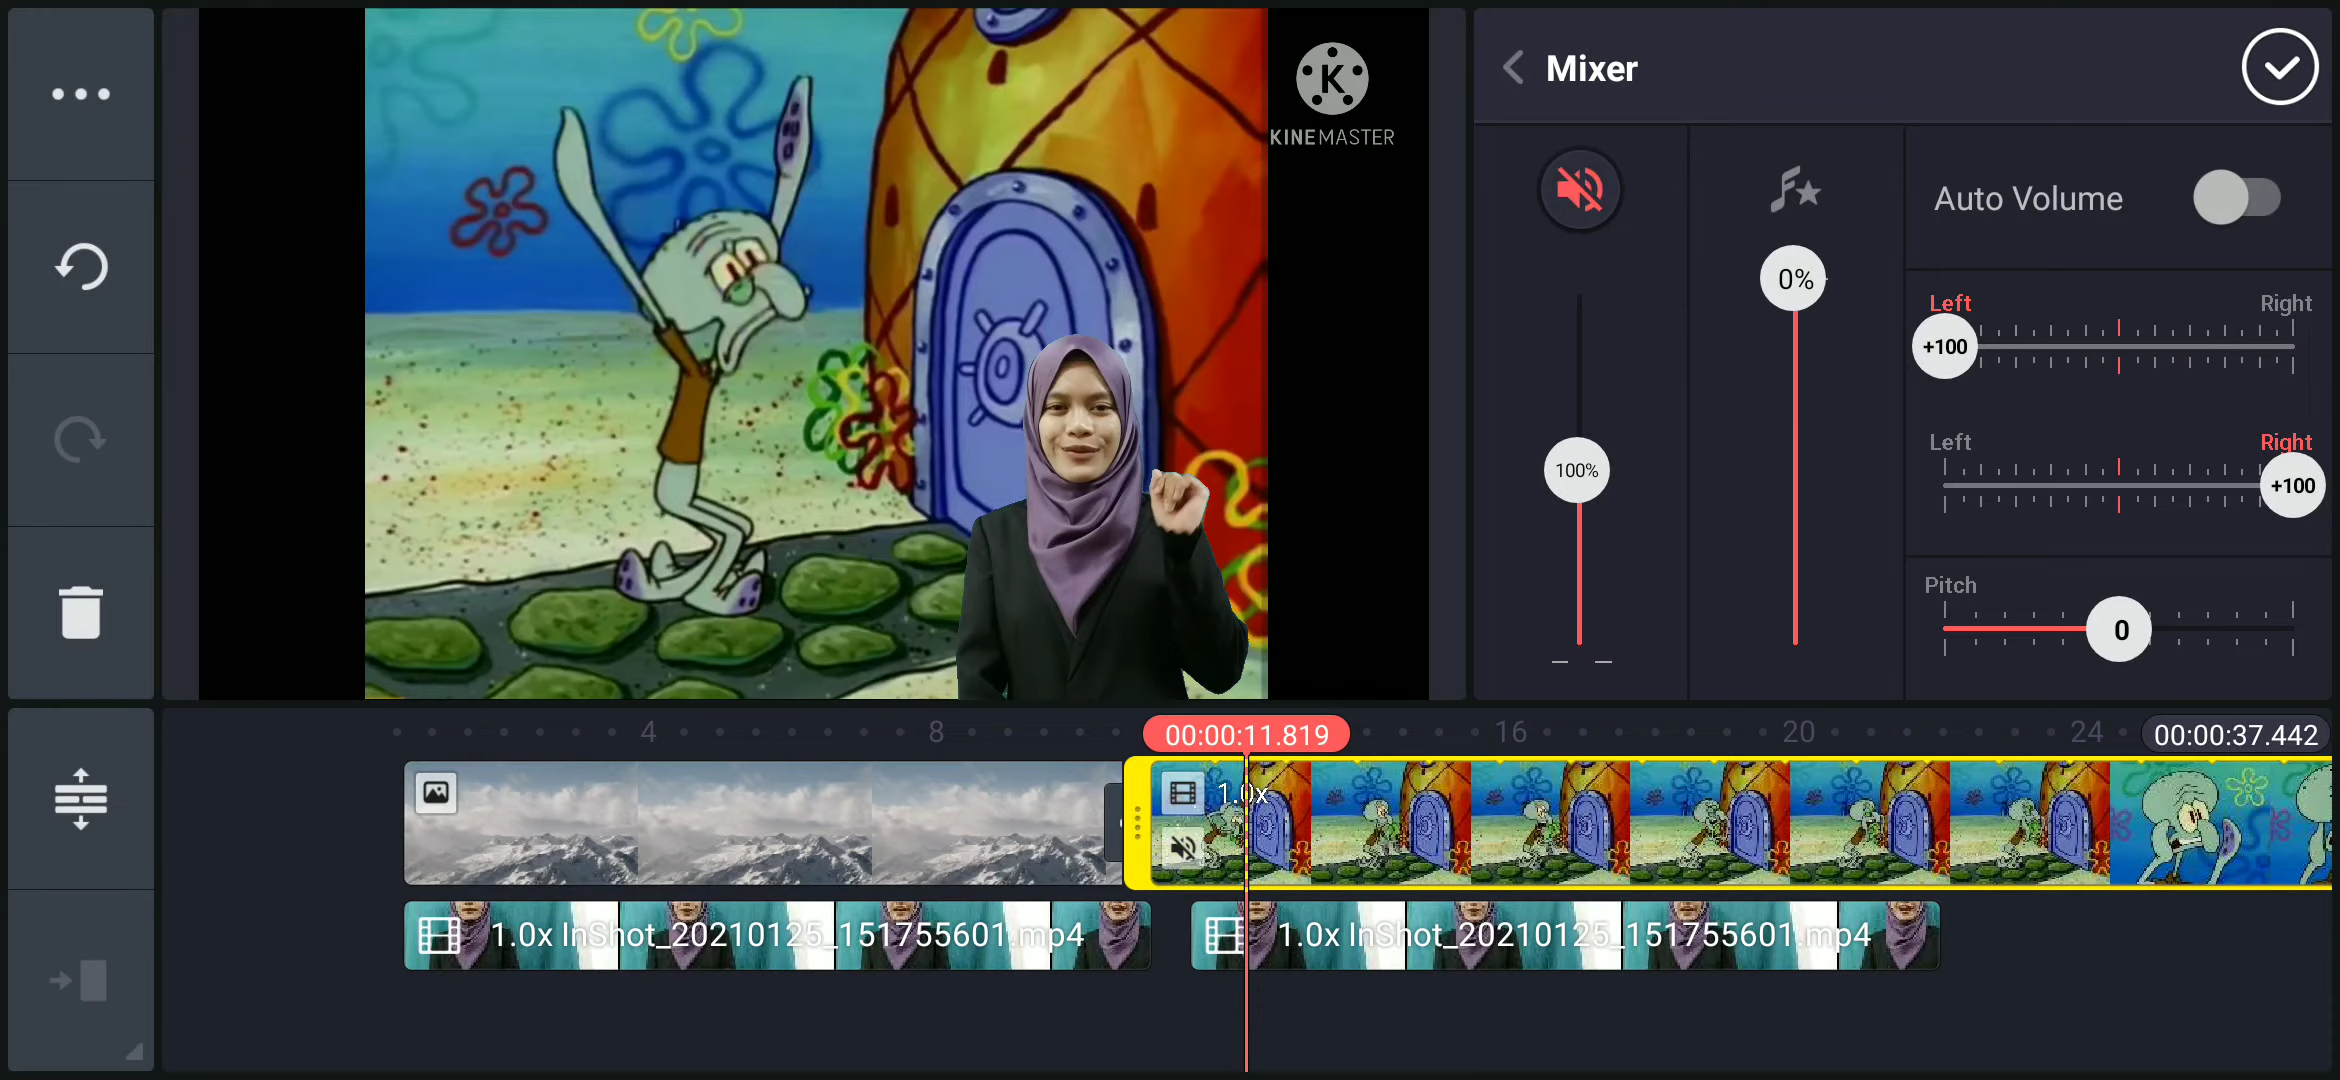 K
KINEMASTER
Mixer
Auto Volume
0%
100%
Left Right
+100
Left Right
+100
Pitch
0
4 8 00:00:11.819 16 20 24 00:00:37.442
1.0x
1.0x InShot_20210125_151755601.mp4 1.0x InShot_20210125_151755601.mp4